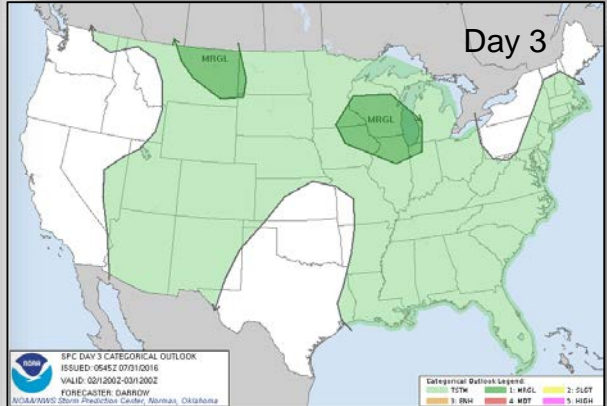 Day 3
MRGL
MRGL
NOAA
SPC DAY 3 CATEGORICAL OUTLOOK
ISSUED: 0545Z 07/31/2016
VALID: 02/1200Z-03/1200Z
FORECASTER: DARROW
NOAA/NWS Storm Prediction Center, Norman, Oklahoma
Categorical Outlook Legend:
TSTM 1: MRGL 2: SLGT
3: ENH 4: MDT 5: HIGH